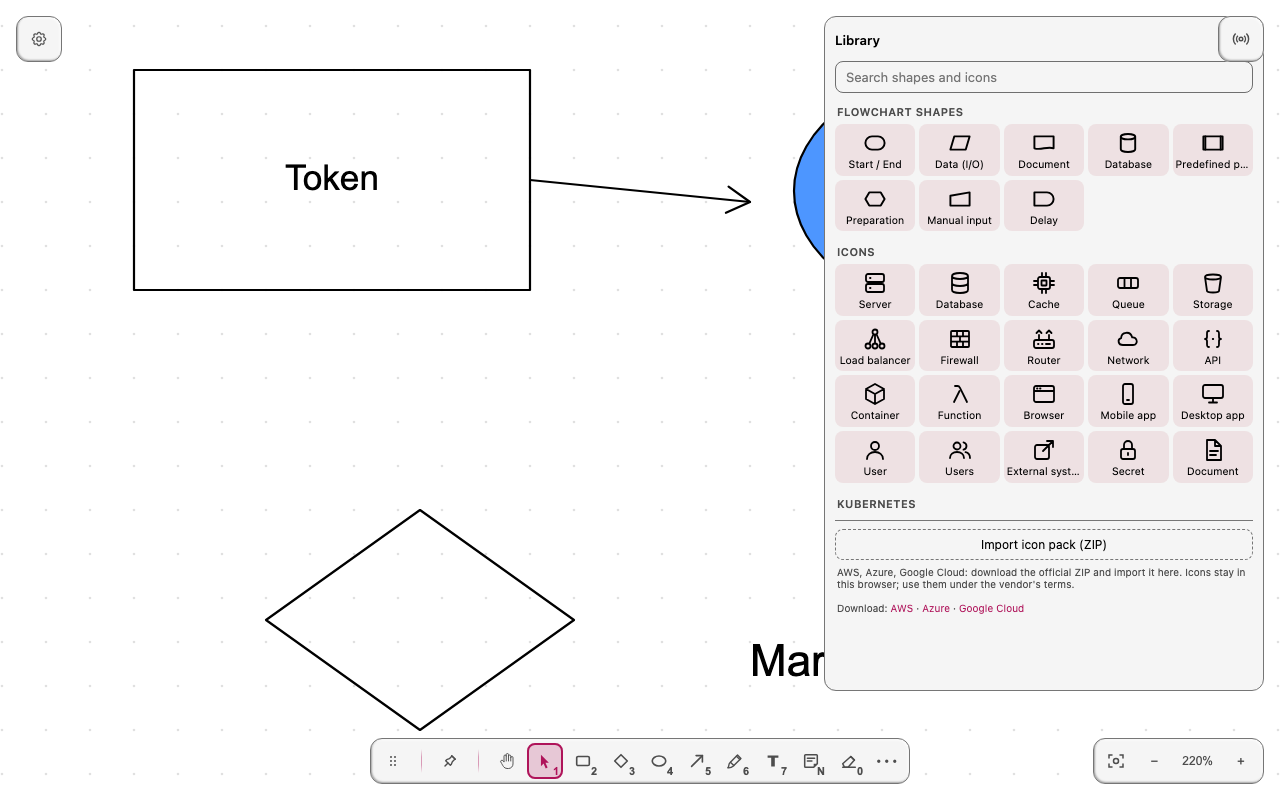 Library
Search shapes and icons
FLOWCHART SHAPES
Start / End
Data (I/O)
Document
Database
Predefined p...
Preparation
Manual input
Delay
ICONS
Server
Database
Cache
Queue
Storage
Load balancer
Firewall
Router
Network
API
Container
Function
Browser
Mobile app
Desktop app
User
Users
External syst...
Secret
Document
KUBERNETES
Import icon pack (ZIP)
AWS, Azure, Google Cloud: download the official ZIP and import it here. Icons stay in
this browser; use them under the vendor's terms.
Download: AWS · Azure · Google Cloud
Token
1
2
3
4
5
6
T 7
N
0
− 220% +